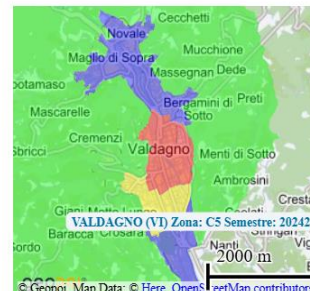 Cecchetti
Novale
Mucchione
Maglio di Sopra
Massegnan Dede
Mascarelle
Bergamini di Preti
Sotto
Cremenzi
Valdagno
Menti di Sotto
Ambrosini
VALDAGNO (VI) Zona: C5 Semestre: 20242
Baracca Crosara
Nanti
2000 m
© Geopoi, Map Data: © Here, OpenStreetMap contributors